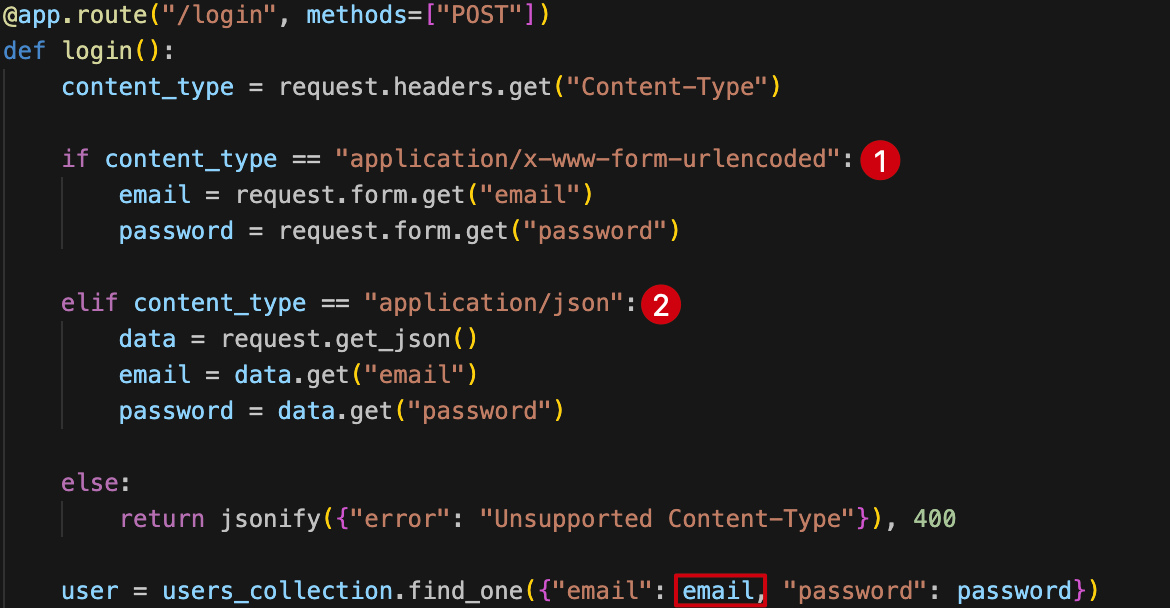 @app.route("/login", methods=["POST"])
def login():
    content_type = request.headers.get("Content-Type")
    if content_type == "application/x-www-form-urlencoded": 1
        email = request.form.get("email")
        password = request.form.get("password")
    elif content_type == "application/json": 2
        data = request.get_json()
        email = data.get("email")
        password = data.get("password")
    else:
        return jsonify({"error": "Unsupported Content-Type"}), 400
    user = users_collection.find_one({"email": email, "password": password})